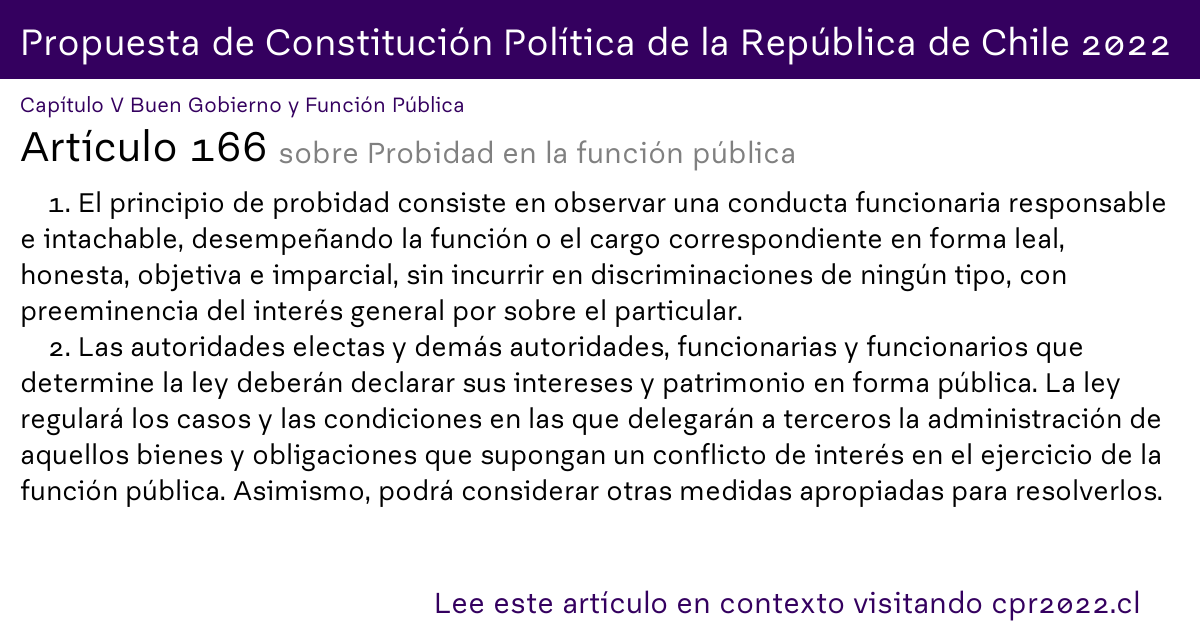 Propuesta de Constitución Política de la República de Chile 2022
Capítulo V Buen Gobierno y Función Pública
Artículo 166 sobre Probidad en la función pública
1. El principio de probidad consiste en observar una conducta funcionaria responsable
e intachable, desempeñando la función o el cargo correspondiente en forma leal,
honesta, objetiva e imparcial, sin incurrir en discriminaciones de ningún tipo, con
preeminencia del interés general por sobre el particular.
2. Las autoridades electas y demás autoridades, funcionarias y funcionarios que
determine la ley deberán declarar sus intereses y patrimonio en forma pública. La ley
regulará los casos y las condiciones en las que delegarán a terceros la administración de
aquellos bienes y obligaciones que supongan un conflicto de interés en el ejercicio de la
función pública. Asimismo, podrá considerar otras medidas apropiadas para resolverlos.
Lee este artículo en contexto visitando cpr2022.cl